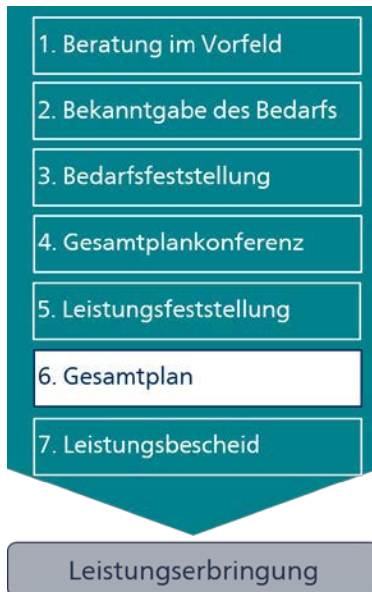 1. Beratung im Vorfeld
2. Bekanntgabe des Bedarfs
3. Bedarfsfeststellung
4. Gesamtplankonferenz
5. Leistungsfeststellung
6. Gesamtplan
7. Leistungsbescheid
Leistungserbringung